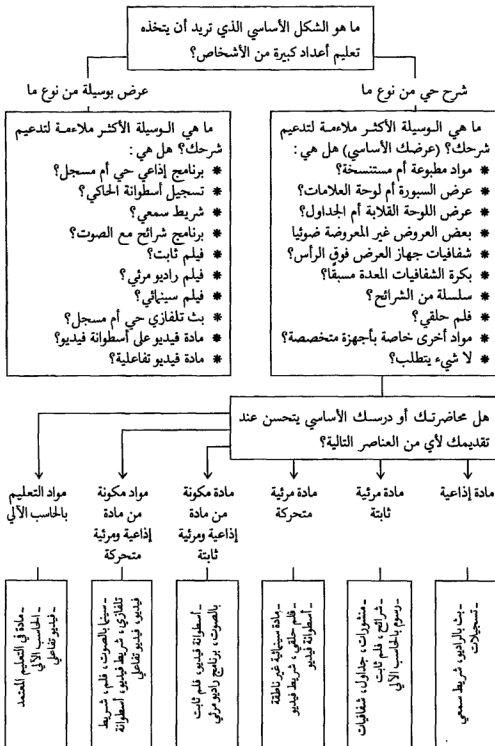 ما هو الشكل الأساسي الذي تريد أن يتخذه
تعليم أعداد كبيرة من الأشخاص؟
شرح حي من نوع ما
عرض بوسيلة من نوع ما
ما هي الوسيلة الأكثر ملاءمة لتدعيم
شرحك؟ (عرضك الأساسي) هل هي :
* مواد مطبوعة أم مستنسخة؟
* عرض السبورة أم لوحة العلامات؟
* عرض اللوحة القلابة أم الجداول؟
* بعض العروض غير المعروضة ضوئيا
* شفافيات جهاز العرض فوق الرأس؟
* بكرة الشفافيات المعدة مسبقا؟
* سلسلة من الشرائح؟
* فلم حلقي؟
* مواد أخرى خاصة بأجهزة متخصصة؟
* لا شيء يتطلب؟
ما هي الوسيلة الأكثر ملاءمة لتدعيم
شرحك؟ هل هي :
* برنامج إذاعي حي أم مسجل؟
* تسجيل أسطوانة الحاكي؟
* شريط سمعي؟
* برنامج شرائح مع الصوت؟
* فيلم ثابت؟
* فيلم راديو مرئي؟
* فيلم سينمائي؟
* بث تلفازي حي أم مسجل؟
* مادة فيديو على أسطوانة فيديو؟
* مادة فيديو تفاعلية؟
هل محاضرتك أو درسك الأساسي يتحسن عند
تقديمك لأي من العناصر التالية؟
مادة إذاعية
مادة مرئية
ثابتة
مادة مرئية
متحركة
مادة مكونة
من مادة
إذاعية ومرئية
ثابتة
مواد مكونة
من مادة
إذاعية ومرئية
متحركة
مواد التعليم
بالحاسب الآلي
ـ بث بالراديو، شريط سمعي
ـ تسجيلات
ـ منشورات، جداول، شفافيات
ـ شرائح، فلم ثابت
ـ رسوم بالحاسب الآلي
ـ مادة سينمائية غير ناطقة
ـ فلم حلقي، شريط فيديو
ـ أسطوانة فيديو
بالصوت، برنامج راديو مرئي
ـ أسطوانة فيديو، فلم ثابت
ـ سينما بالصوت، فلم، شريط
تلفازي، شريط فيديو، أسطوانة
فيديو، فيديو تفاعلي
ـ مادة في التعليم المعتمد
ـ الحاسب الآلي
ـ فيديو تفاعلي